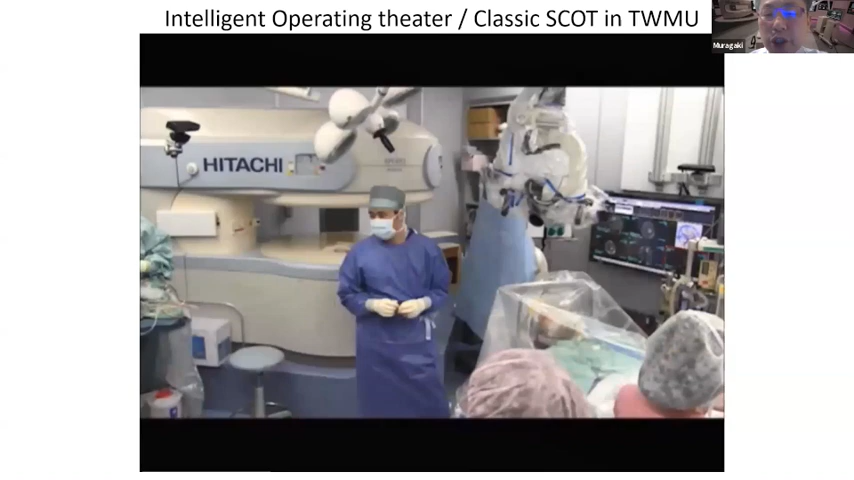 Intelligent Operating theater / Classic SCOT in TWMU
Muragaki
HITACHI